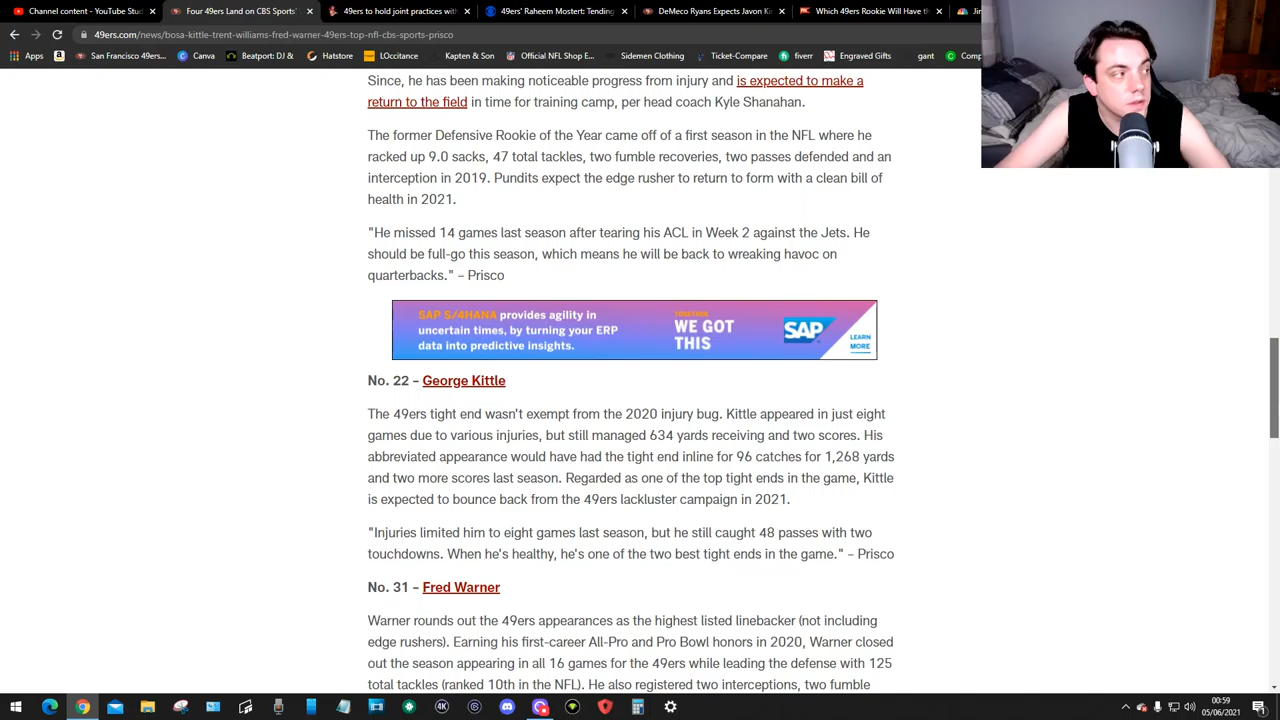 Channel content - YouTube Stud
Four 49ers Land on CBS Sports'
49ers to hold joint practices with
49ers' Raheem Mostert: Tending
DeMeco Ryans Expects Javon Ki
Which 49ers Rookie Will Have th
Jim
49ers.com/news/bosa-kittle-trent-williams-fred-warner-49ers-top-nfl-cbs-sports-prisco
Apps
San Francisco 49ers...
Canva
Beatport: DJ &
Hatstore
LOccitance
Kapten & Son
Official NFL Shop E...
Sidemen Clothing
Ticket-Compare
fiverr
Engraved Gifts
gant
Comp
Since, he has been making noticeable progress from injury and is expected to make a
return to the field in time for training camp, per head coach Kyle Shanahan.
The former Defensive Rookie of the Year came off of a first season in the NFL where he
racked up 9.0 sacks, 47 total tackles, two fumble recoveries, two passes defended and an
interception in 2019. Pundits expect the edge rusher to return to form with a clean bill of
health in 2021.
"He missed 14 games last season after tearing his ACL in Week 2 against the Jets. He
should be full-go this season, which means he will be back to wreaking havoc on
quarterbacks." – Prisco
SAP S/4HANA provides agility in
uncertain times, by turning your ERP
data into predictive insights.
TOGETHER
WE GOT
THIS
SAP
LEARN
MORE
No. 22 – George Kittle
The 49ers tight end wasn't exempt from the 2020 injury bug. Kittle appeared in just eight
games due to various injuries, but still managed 634 yards receiving and two scores. His
abbreviated appearance would have had the tight end inline for 96 catches for 1,268 yards
and two more scores last season. Regarded as one of the top tight ends in the game, Kittle
is expected to bounce back from the 49ers lackluster campaign in 2021.
"Injuries limited him to eight games last season, but he still caught 48 passes with two
touchdowns. When he's healthy, he's one of the two best tight ends in the game." – Prisco
No. 31 – Fred Warner
Warner rounds out the 49ers appearances as the highest listed linebacker (not including
edge rushers). Earning his first-career All-Pro and Pro Bowl honors in 2020, Warner closed
out the season appearing in all 16 games for the 49ers while leading the defense with 125
total tackles (ranked 10th in the NFL). He also registered two interceptions, two fumble
4K
00:59
05/06/2021